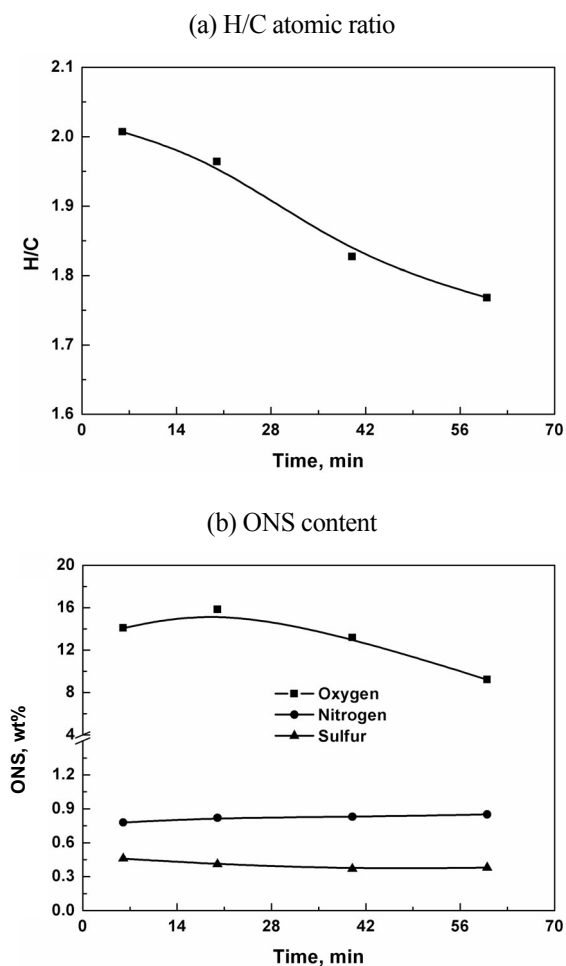 (a) H/C atomic ratio
2.1
2.0
1.9
1.8
1.7
1.6
H/C
0 14 28 42 56 70
Time, min
(b) ONS content
20
16
12
8
4
1.2
0.9
0.6
0.3
0.0
ONS, wt%
Oxygen
Nitrogen
Sulfur
0 14 28 42 56 70
Time, min